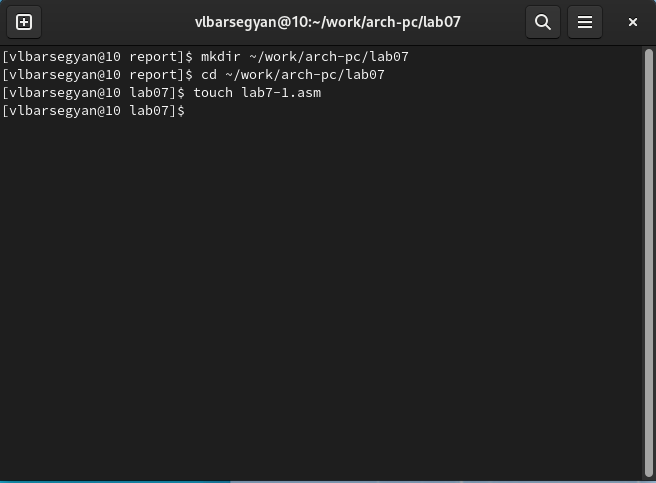 vlbarsegyan@10:~/work/arch-pc/lab07
[vlbarsegyan@10 report]$ mkdir ~/work/arch-pc/lab07
[vlbarsegyan@10 report]$ cd ~/work/arch-pc/lab07
[vlbarsegyan@10 lab07]$ touch lab7-1.asm
[vlbarsegyan@10 lab07]$